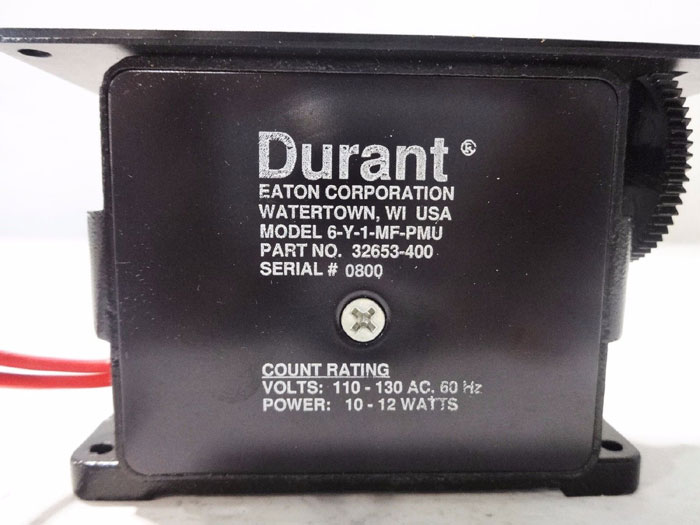 Durant ®
EATON CORPORATION
WATERTOWN, WI USA
MODEL 6-Y-1-MF-PMU
PART NO. 32653-400
SERIAL # 0800
COUNT RATING
VOLTS: 110 - 130 AC. 60 Hz
POWER: 10 - 12 WATTS